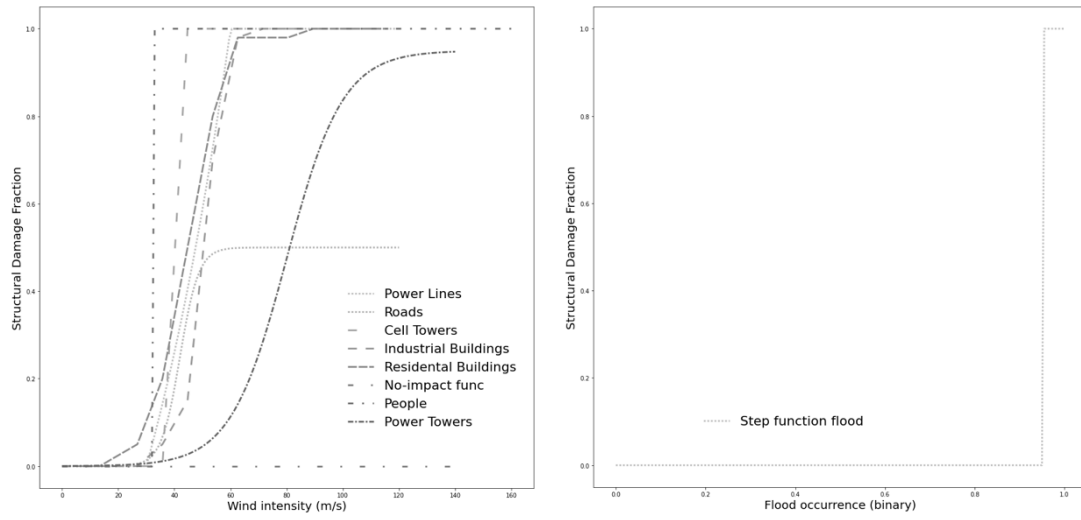 1.0
0.8
0.6
0.4
0.2
0.0
Structural Damage Fraction
Power Lines
Roads
Cell Towers
Industrial Buildings
Residental Buildings
No-impact func
People
Power Towers
0 20 40 60 80 100 120 140 160
Wind intensity (m/s)
1.0
0.8
0.6
0.4
0.2
0.0
Structural Damage Fraction
Step function flood
0.0 0.2 0.4 0.6 0.8 1.0
Flood occurrence (binary)